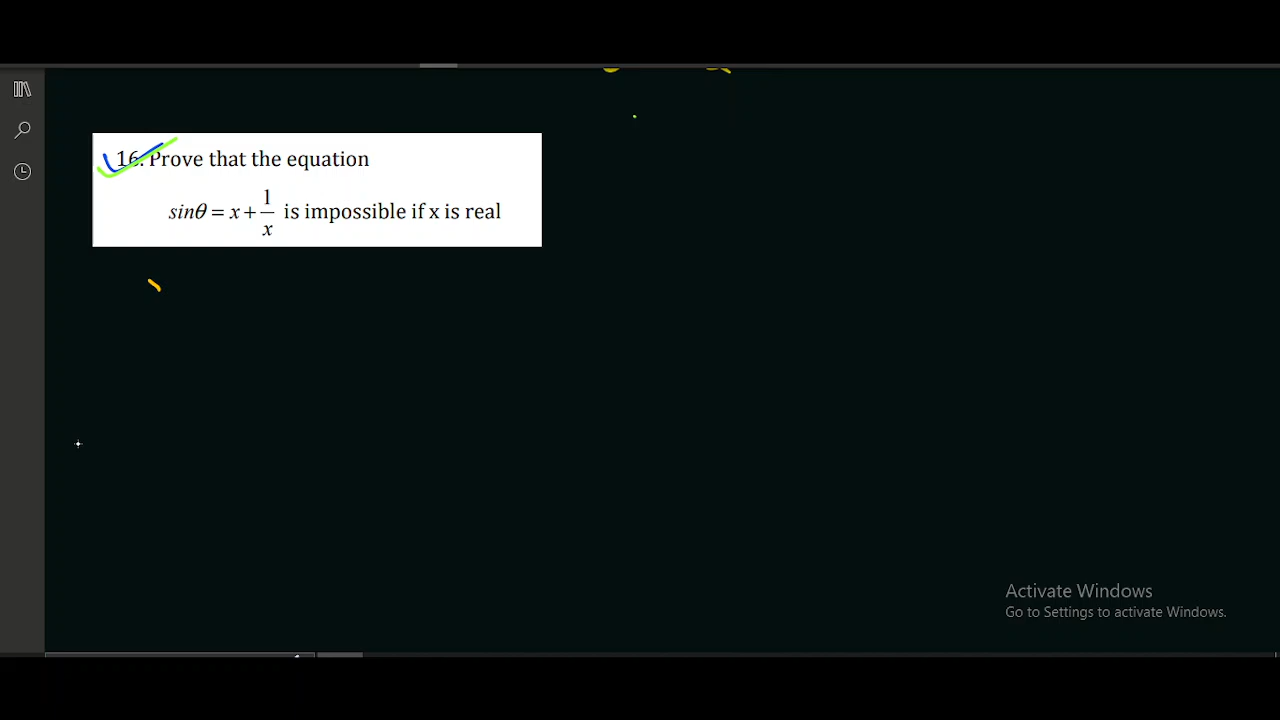 16. Prove that the equation
sinθ = x + 1/x is impossible if x is real
Activate Windows
Go to Settings to activate Windows.